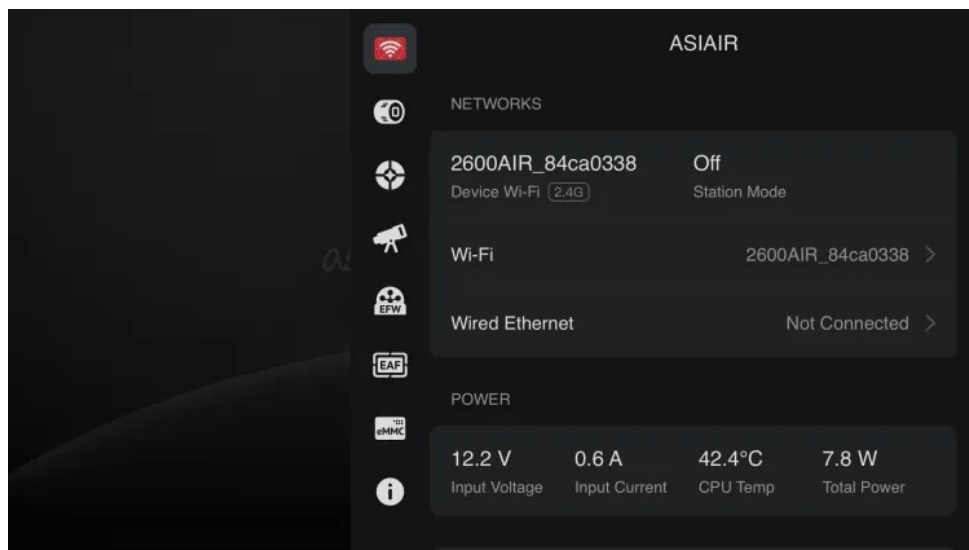 ASIAIR
NETWORKS
2600AIR_84ca0338
Off
Device Wi-Fi 2.4G
Station Mode
Wi-Fi
2600AIR_84ca0338 >
Wired Ethernet
Not Connected >
EFW
EAF
eMMC
POWER
12.2 V
0.6 A
42.4°C
7.8 W
Input Voltage
Input Current
CPU Temp
Total Power